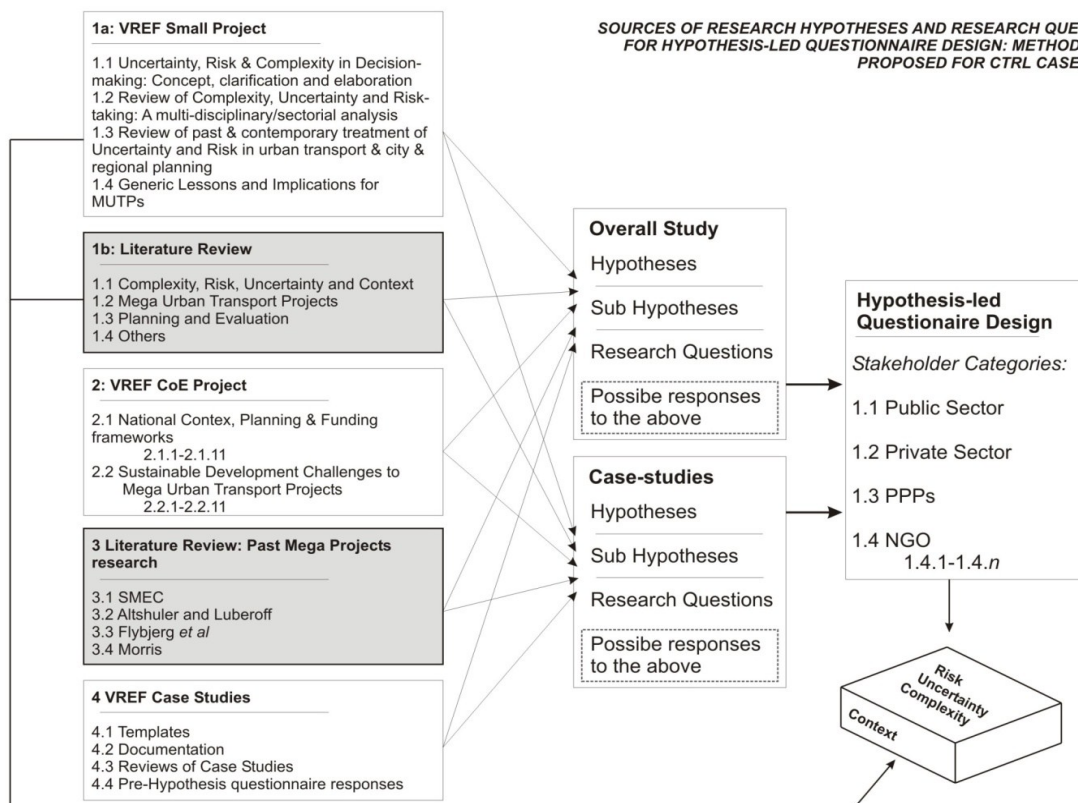 SOURCES OF RESEARCH HYPOTHESES AND RESEARCH QUE
FOR HYPOTHESIS-LED QUESTIONNAIRE DESIGN: METHOD
PROPOSED FOR CTRL CASE
1a: VREF Small Project
1.1 Uncertainty, Risk & Complexity in Decision-
making: Concept, clarification and elaboration
1.2 Review of Complexity, Uncertainty and Risk-
taking: A multi-disciplinary/sectorial analysis
1.3 Review of past & contemporary treatment of
Uncertainty and Risk in urban transport & city &
regional planning
1.4 Generic Lessons and Implications for
MUTPs
1b: Literature Review
1.1 Complexity, Risk, Uncertainty and Context
1.2 Mega Urban Transport Projects
1.3 Planning and Evaluation
1.4 Others
2: VREF CoE Project
2.1 National Contex, Planning & Funding
frameworks
2.1.1-2.1.11
2.2 Sustainable Development Challenges to
Mega Urban Transport Projects
2.2.1-2.2.11
3 Literature Review: Past Mega Projects
research
3.1 SMEC
3.2 Altshuler and Luberoff
3.3 Flybjerg et al
3.4 Morris
4 VREF Case Studies
4.1 Templates
4.2 Documentation
4.3 Reviews of Case Studies
4.4 Pre-Hypothesis questionnaire responses
Overall Study
Hypotheses
Sub Hypotheses
Research Questions
Possibe responses
to the above
Case-studies
Hypotheses
Sub Hypotheses
Research Questions
Possibe responses
to the above
Hypothesis-led
Questionaire Design
Stakeholder Categories:
1.1 Public Sector
1.2 Private Sector
1.3 PPPs
1.4 NGO
1.4.1-1.4.n
Risk
Uncertainty
Complexity
Context